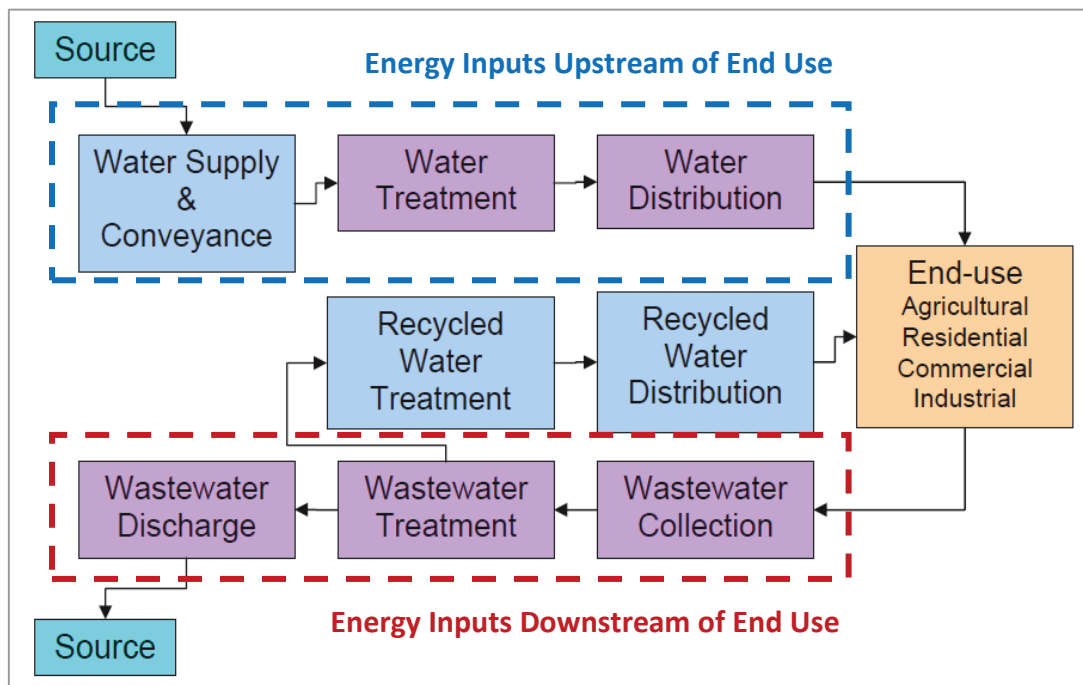 Source
Energy Inputs Upstream of End Use
Water Supply
&
Conveyance
Water
Treatment
Water
Distribution
End-use
Agricultural
Residential
Commercial
Industrial
Recycled
Water
Treatment
Recycled
Water
Distribution
Wastewater
Discharge
Wastewater
Treatment
Wastewater
Collection
Energy Inputs Downstream of End Use
Source